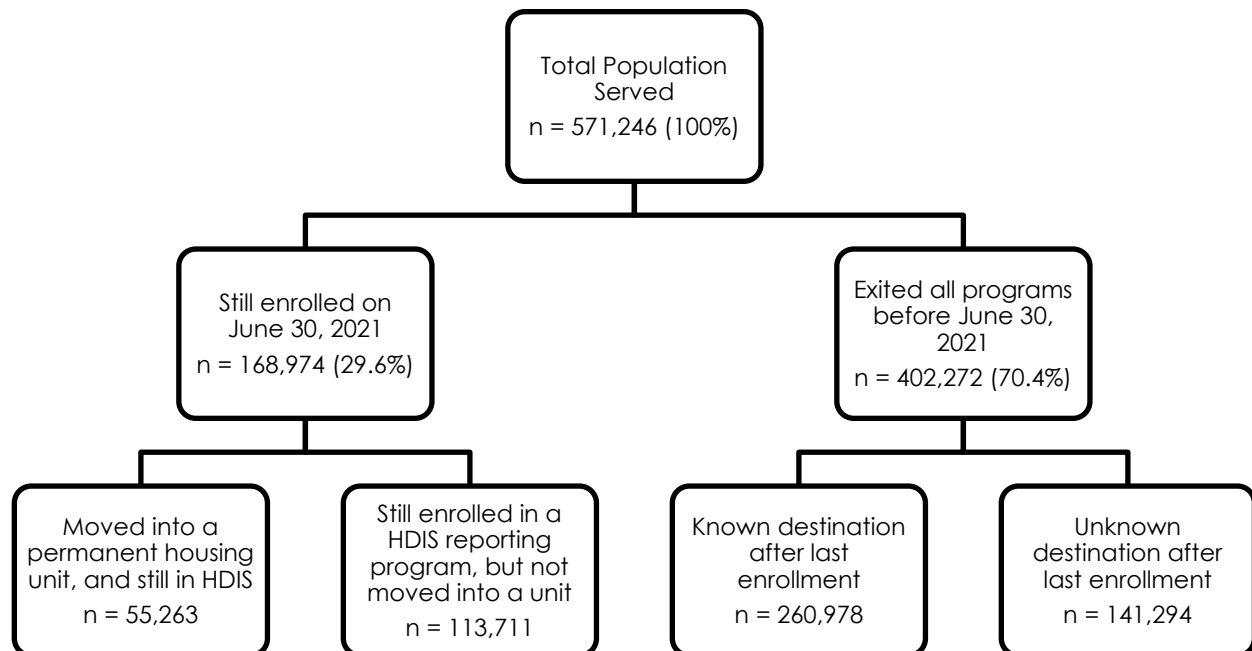 Total Population
Served
n = 571,246 (100%)
Still enrolled on
June 30, 2021
n = 168,974 (29.6%)
Exited all programs
before June 30,
2021
n = 402,272 (70.4%)
Moved into a
permanent housing
unit, and still in HDIS
n = 55,263
Still enrolled in a
HDIS reporting
program, but not
moved into a unit
n = 113,711
Known destination
after last
enrollment
n = 260,978
Unknown
destination after
last enrollment
n = 141,294